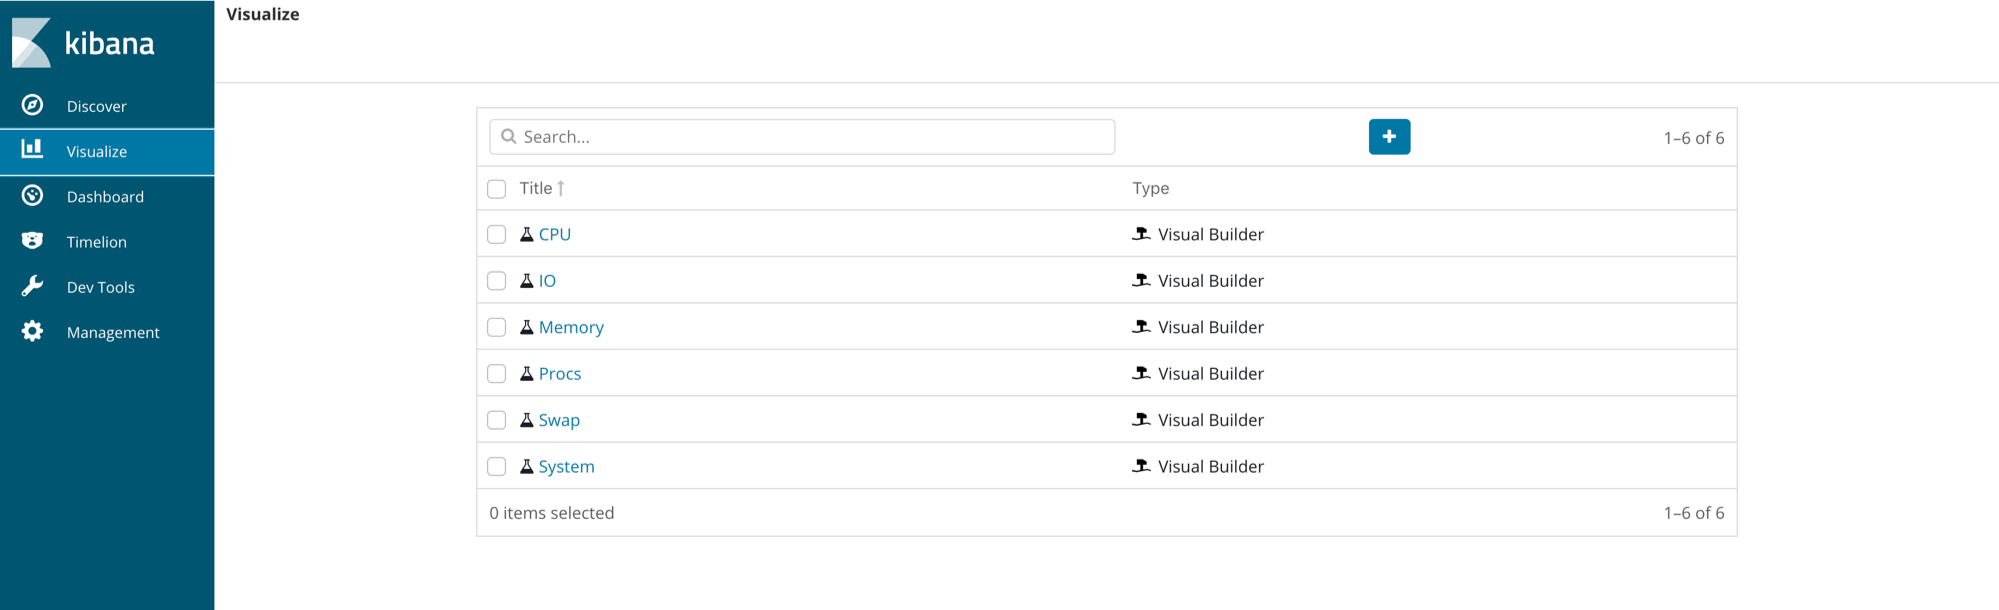 Visualize
kibana
Discover
Visualize
Dashboard
Timelion
Dev Tools
Management
Search...
1–6 of 6
Title Type
CPU Visual Builder
IO Visual Builder
Memory Visual Builder
Procs Visual Builder
Swap Visual Builder
System Visual Builder
0 items selected 1–6 of 6